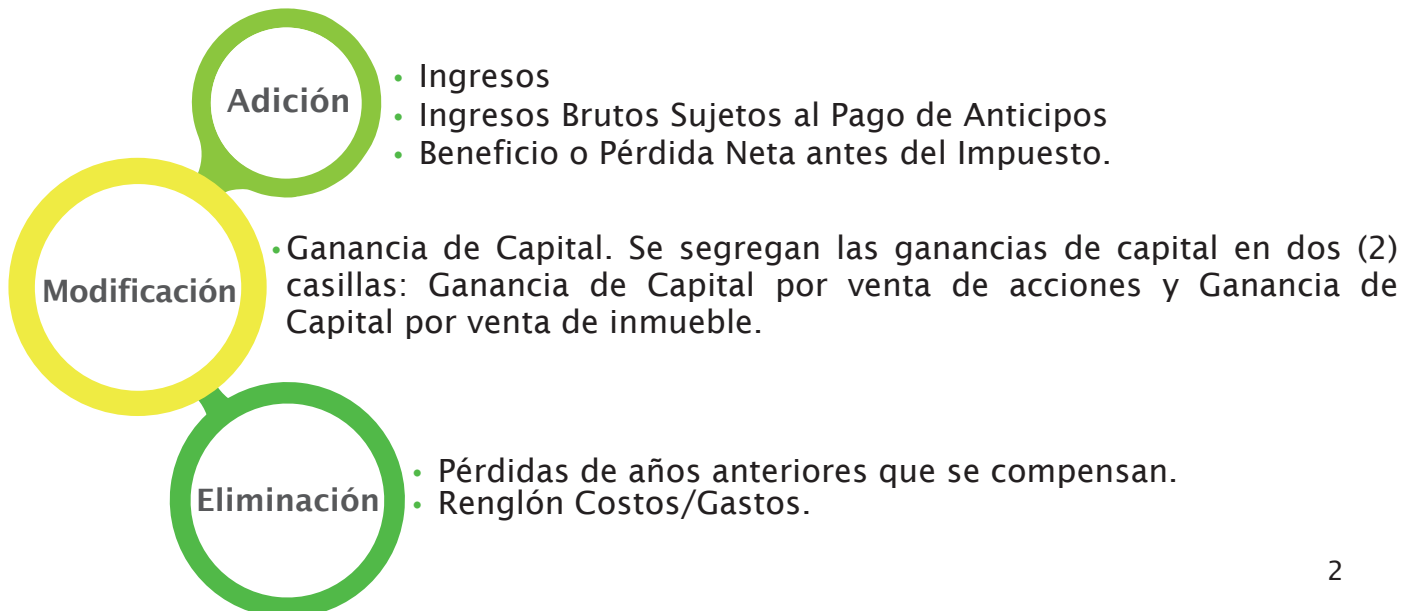 Adición
• Ingresos
• Ingresos Brutos Sujetos al Pago de Anticipos
• Beneficio o Pérdida Neta antes del Impuesto.
Modificación
• Ganancia de Capital. Se segregan las ganancias de capital en dos (2)
casillas: Ganancia de Capital por venta de acciones y Ganancia de
Capital por venta de inmueble.
Eliminación
• Pérdidas de años anteriores que se compensan.
• Renglón Costos/Gastos.
2